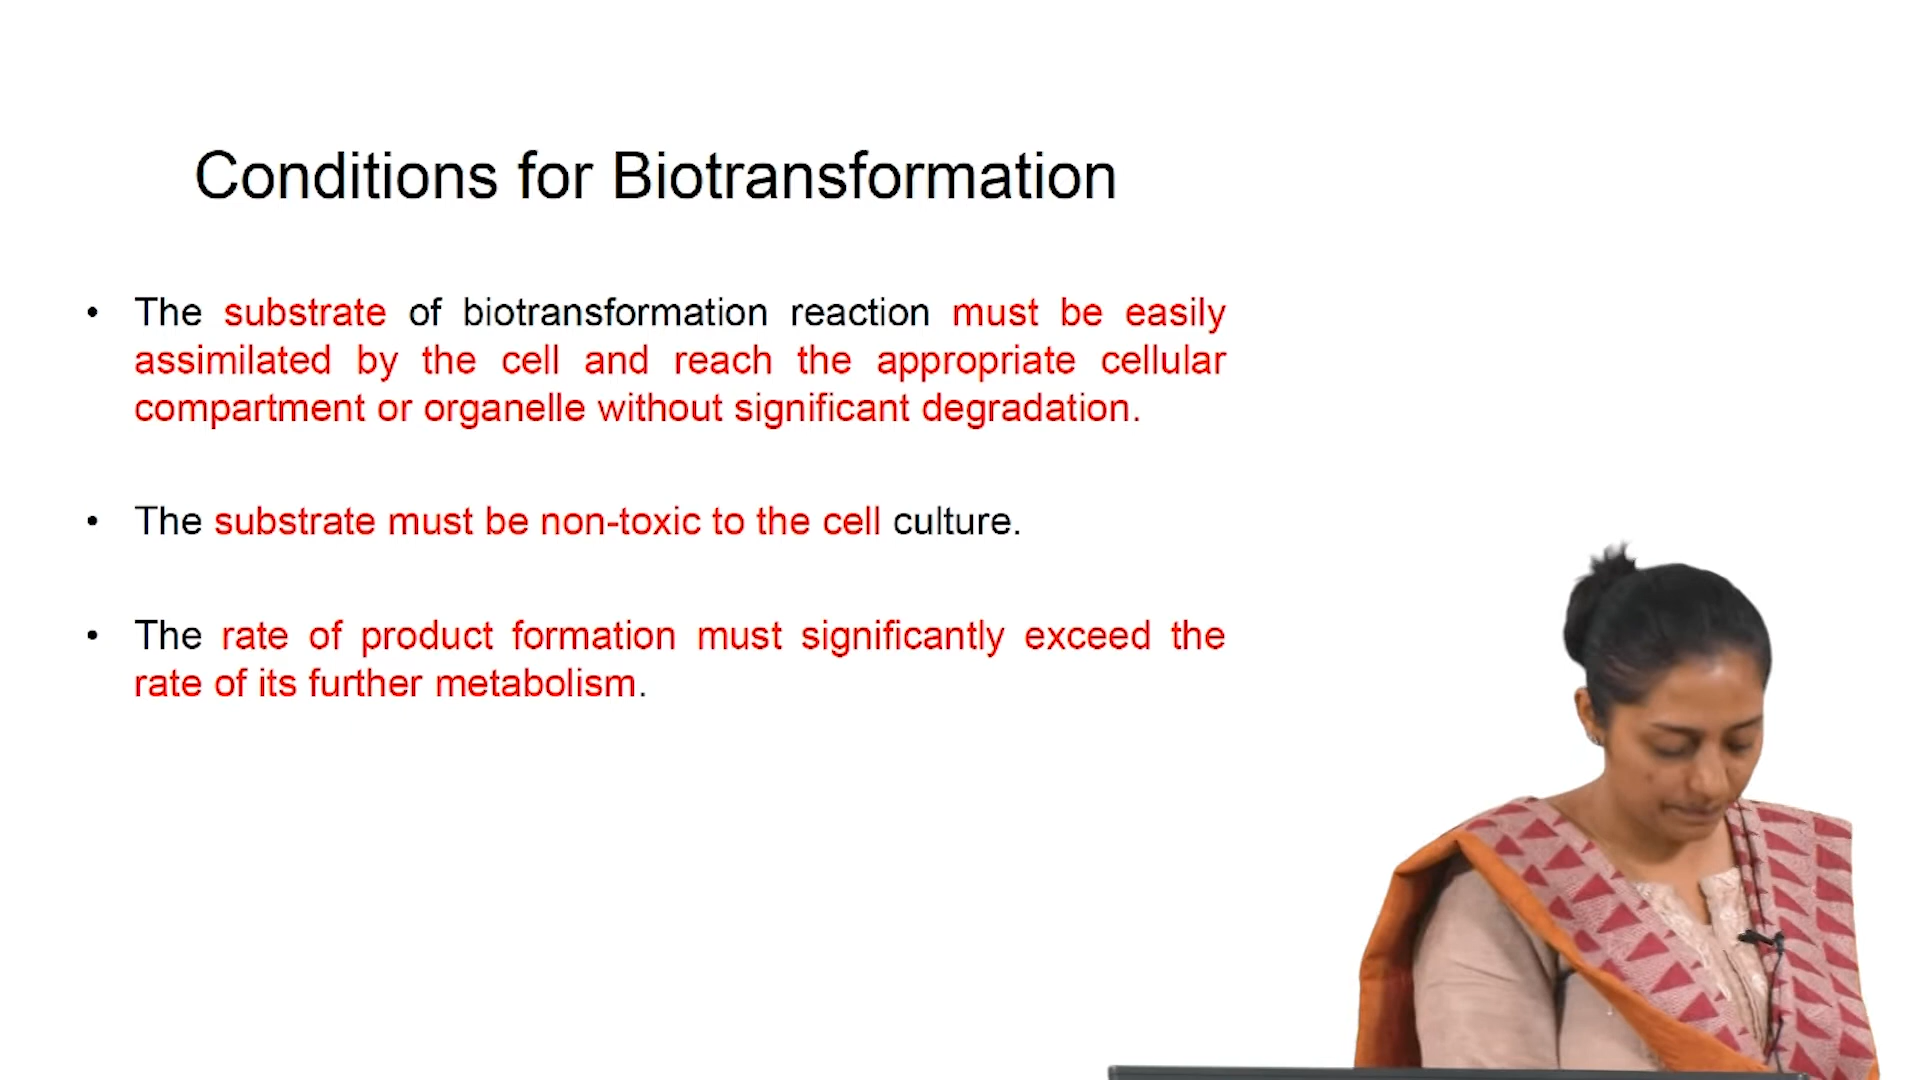 Conditions for Biotransformation
• The substrate of biotransformation reaction must be easily
assimilated by the cell and reach the appropriate cellular
compartment or organelle without significant degradation.
• The substrate must be non-toxic to the cell culture.
• The rate of product formation must significantly exceed the
rate of its further metabolism.